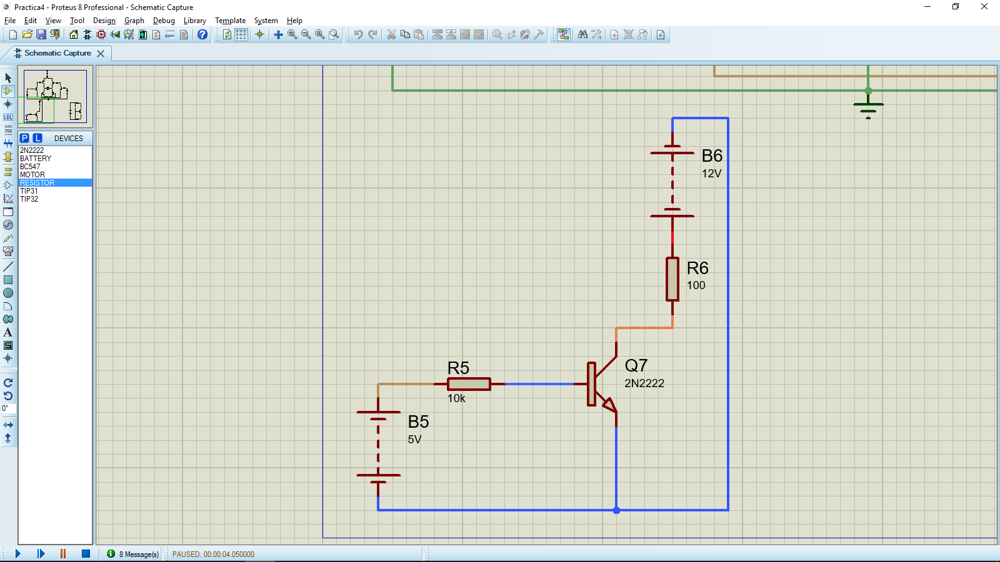 Practica4 - Proteus 8 Professional - Schematic Capture
File Edit View Tool Design Graph Debug Library Template System Help
Schematic Capture
P L DEVICES
2N2222
BATTERY
BC547
MOTOR
RESISTOR
TIP31
TIP32
LBL
A
S
0°
B6
12V
R6
100
R5
10k
Q7
2N2222
B5
5V
8 Message(s)
PAUSED: 00:00:04.050000